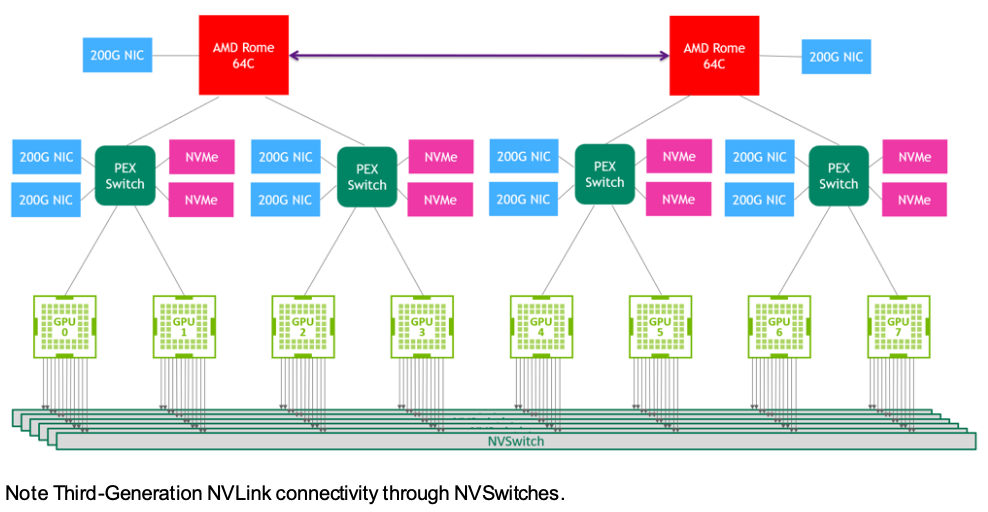 200G NIC
AMD Rome
64C
AMD Rome
64C
200G NIC
200G NIC
200G NIC
PEX
Switch
NVMe
NVMe
200G NIC
200G NIC
PEX
Switch
NVMe
NVMe
200G NIC
200G NIC
PEX
Switch
NVMe
NVMe
200G NIC
200G NIC
PEX
Switch
NVMe
NVMe
GPU
0
GPU
1
GPU
2
GPU
3
GPU
4
GPU
5
GPU
6
GPU
7
NVSwitch
Note Third-Generation NVLink connectivity through NVSwitches.